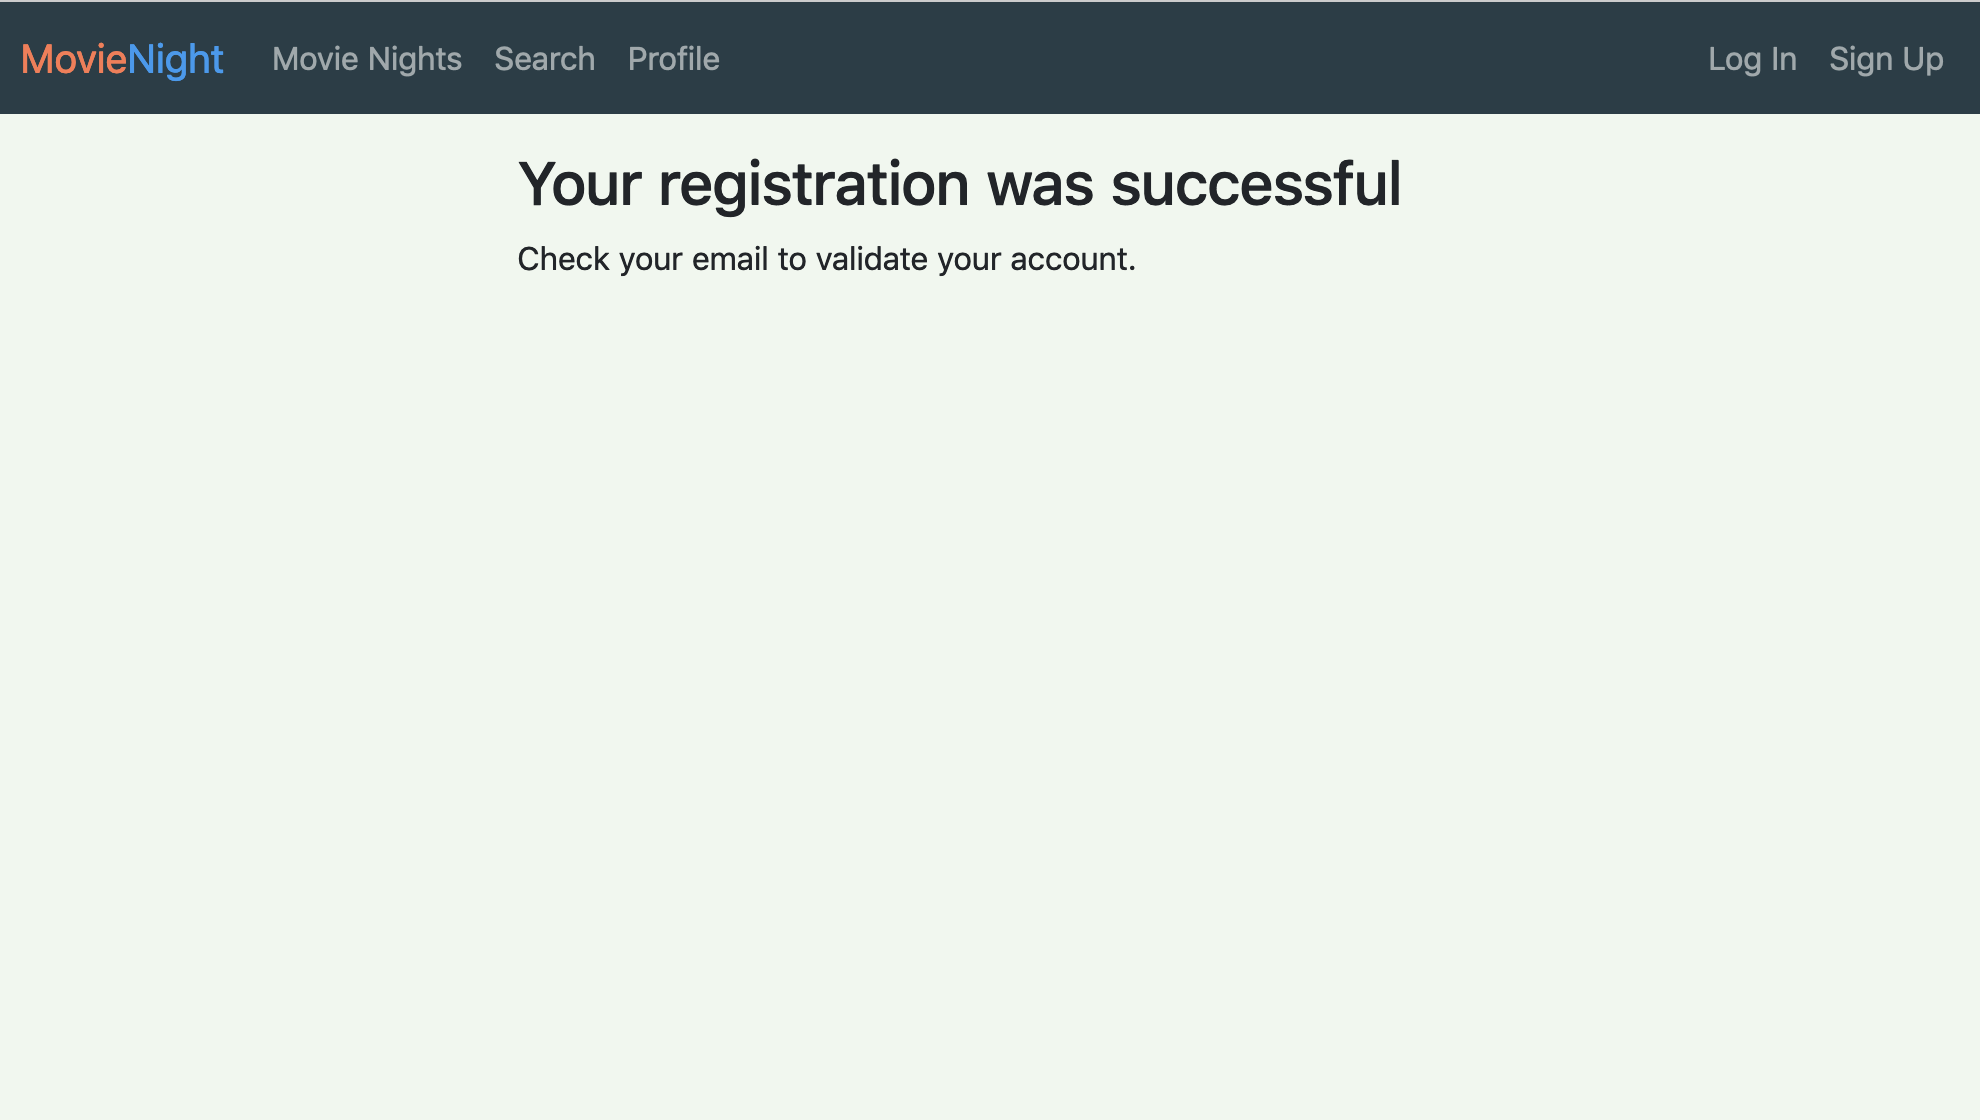 MovieNight Movie Nights Search Profile Log In Sign Up
Your registration was successful
Check your email to validate your account.